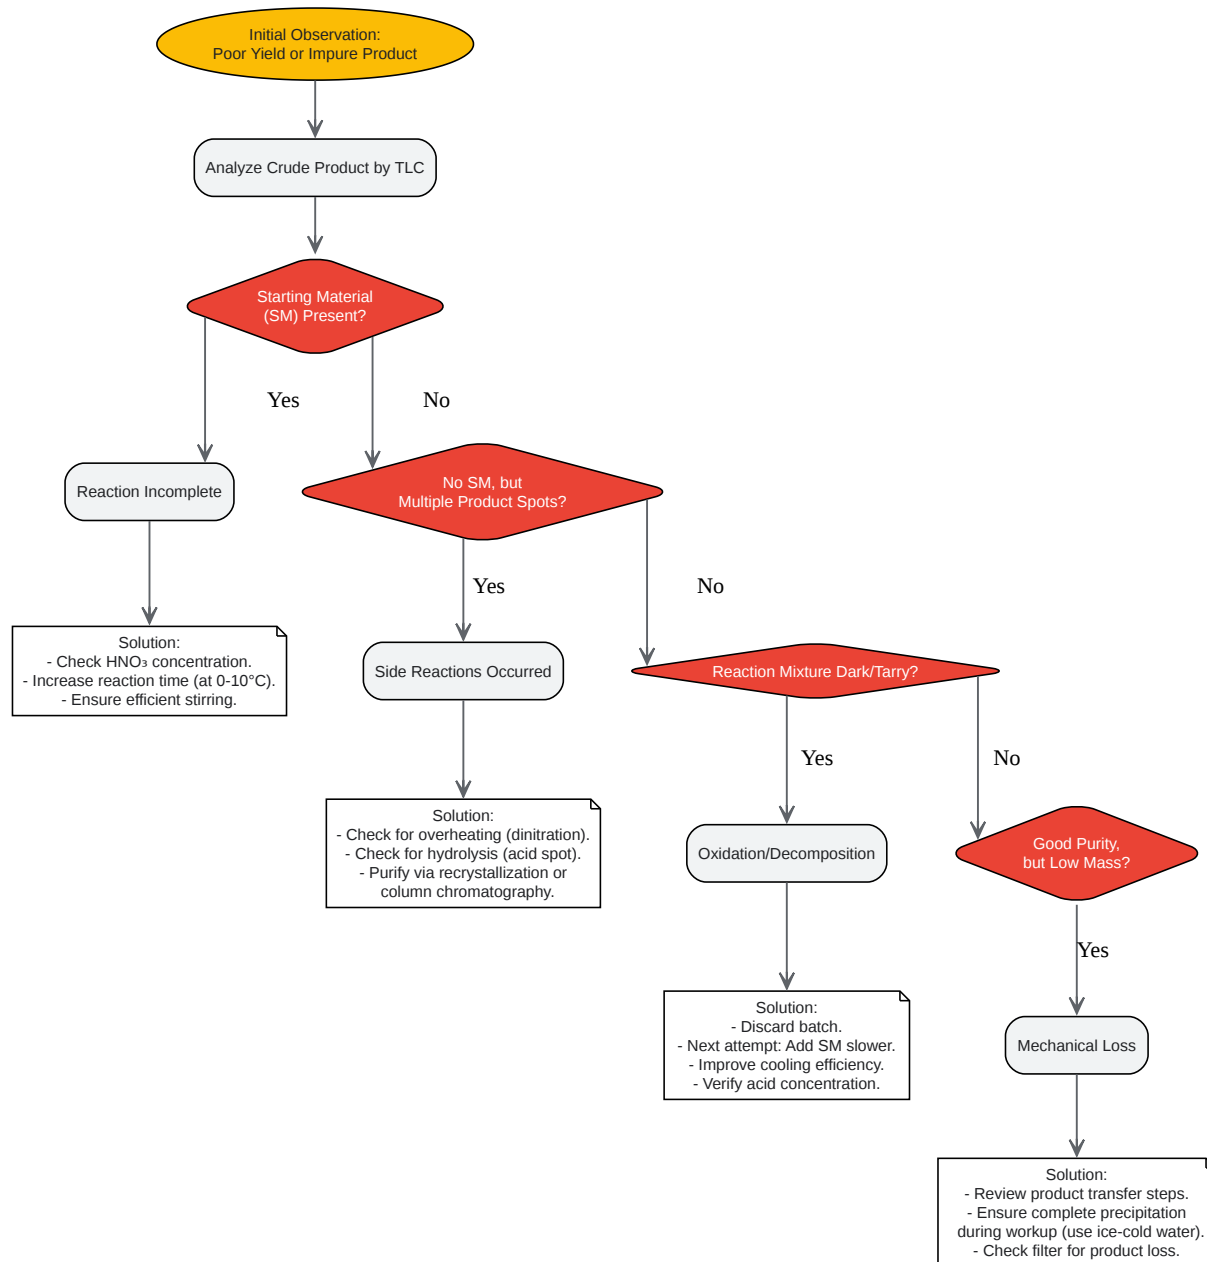 Initial Observation:
Poor Yield or Impure Product
Analyze Crude Product by TLC
Starting Material
(SM) Present?
Yes
No
Reaction Incomplete
No SM, but
Multiple Product Spots?
Yes
No
Solution:
- Check HNO₃ concentration.
- Increase reaction time (at 0-10°C).
- Ensure efficient stirring.
Side Reactions Occurred
Reaction Mixture Dark/Tarry?
Yes
No
Solution:
- Check for overheating (dinitration).
- Check for hydrolysis (acid spot).
- Purify via recrystallization or
column chromatography.
Oxidation/Decomposition
Good Purity,
but Low Mass?
Yes
Solution:
- Discard batch.
- Next attempt: Add SM slower.
- Improve cooling efficiency.
- Verify acid concentration.
Mechanical Loss
Solution:
- Review product transfer steps.
- Ensure complete precipitation
during workup (use ice-cold water).
- Check filter for product loss.